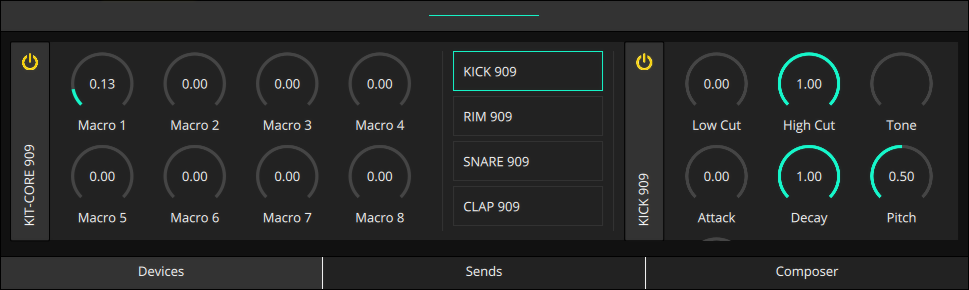 KIT-CORE 909
0.13 0.00 0.00 0.00
Macro 1 Macro 2 Macro 3 Macro 4
0.00 0.00 0.00 0.00
Macro 5 Macro 6 Macro 7 Macro 8
KICK 909
RIM 909
SNARE 909
CLAP 909
KICK 909
0.00 1.00
Low Cut High Cut Tone
0.00 1.00 0.50
Attack Decay Pitch
Devices Sends Composer